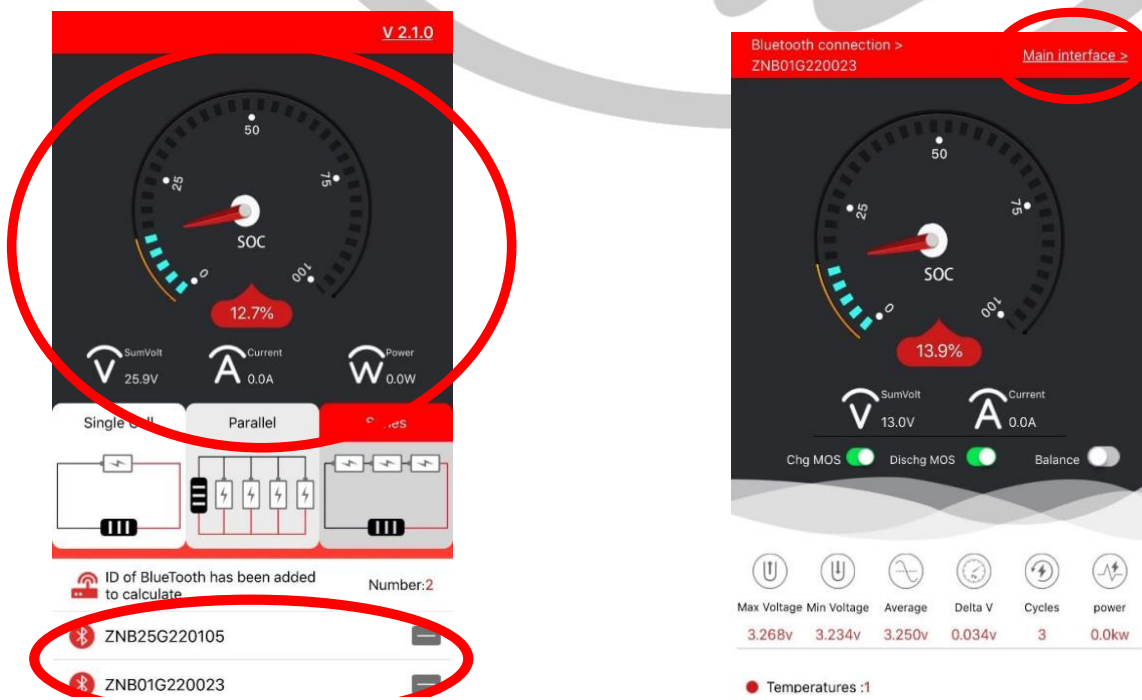 V 2.1.0
50
25
75
SOC
0
100
12.7%
SumVolt
V 25.9V
Current
A 0.0A
Power
W 0.0W
Parallel
ID of BlueTooth has been added
to calculate
Number:2
ZNB25G220105
ZNB01G220023
Bluetooth connection >
ZNB01G220023
Main interface >
50
25
75
SOC
0
100
13.9%
SumVolt
V 13.0V
Current
A 0.0A
Chg MOS
Dischg MOS
Balance
Max Voltage Min Voltage Average Delta V Cycles power
3.268v 3.234v 3.250v 0.034v 3 0.0kw
Temperatures :1